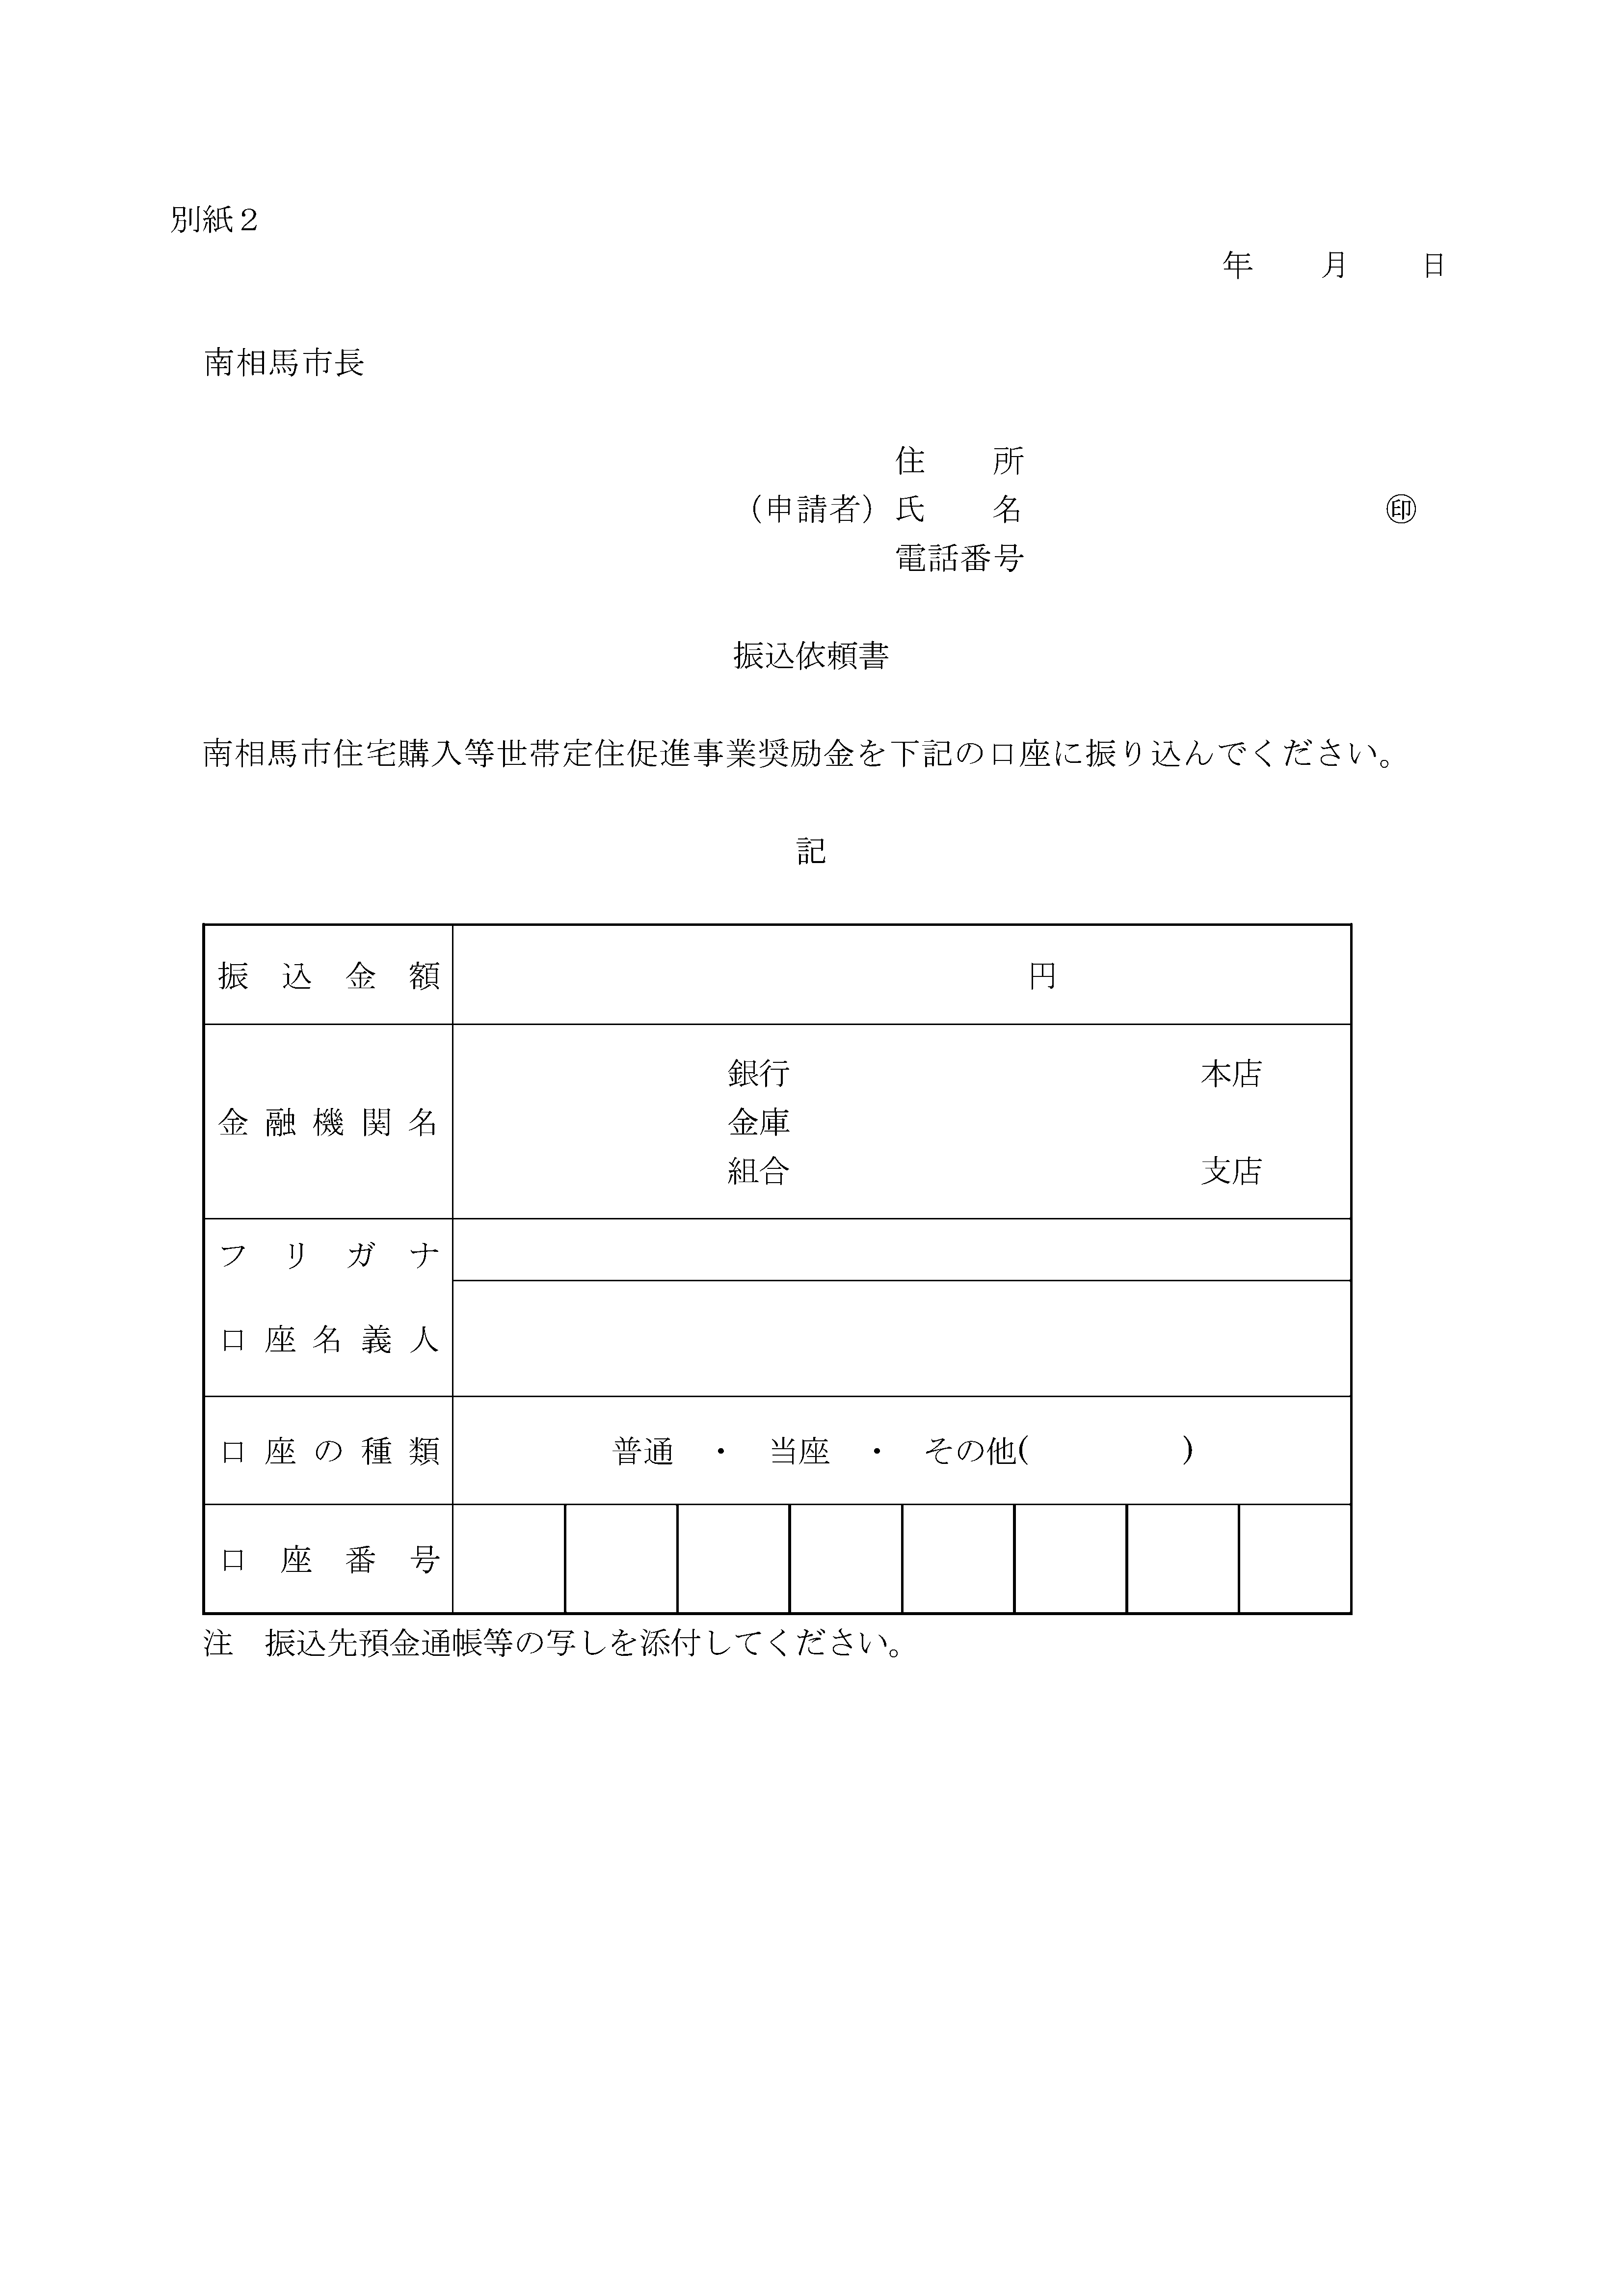 別紙２
年　　月　　日
南相馬市長
住　　所
（申請者）氏　　名　　　　　　　　　　　㊞
電話番号
振込依頼書
南相馬市住宅購入等世帯定住促進事業奨励金を下記の口座に振り込んでください。
記
振　込　金　額　　　　　　　　　円
銀行　　　　　　　本店
金融機関名　　金庫
組合　　　　　　　支店
フ　リ　ガ　ナ
口座名義人
口座の種類　　普通　・　当座　・　その他(　　　　　)
口　座　番　号
注　振込先預金通帳等の写しを添付してください。